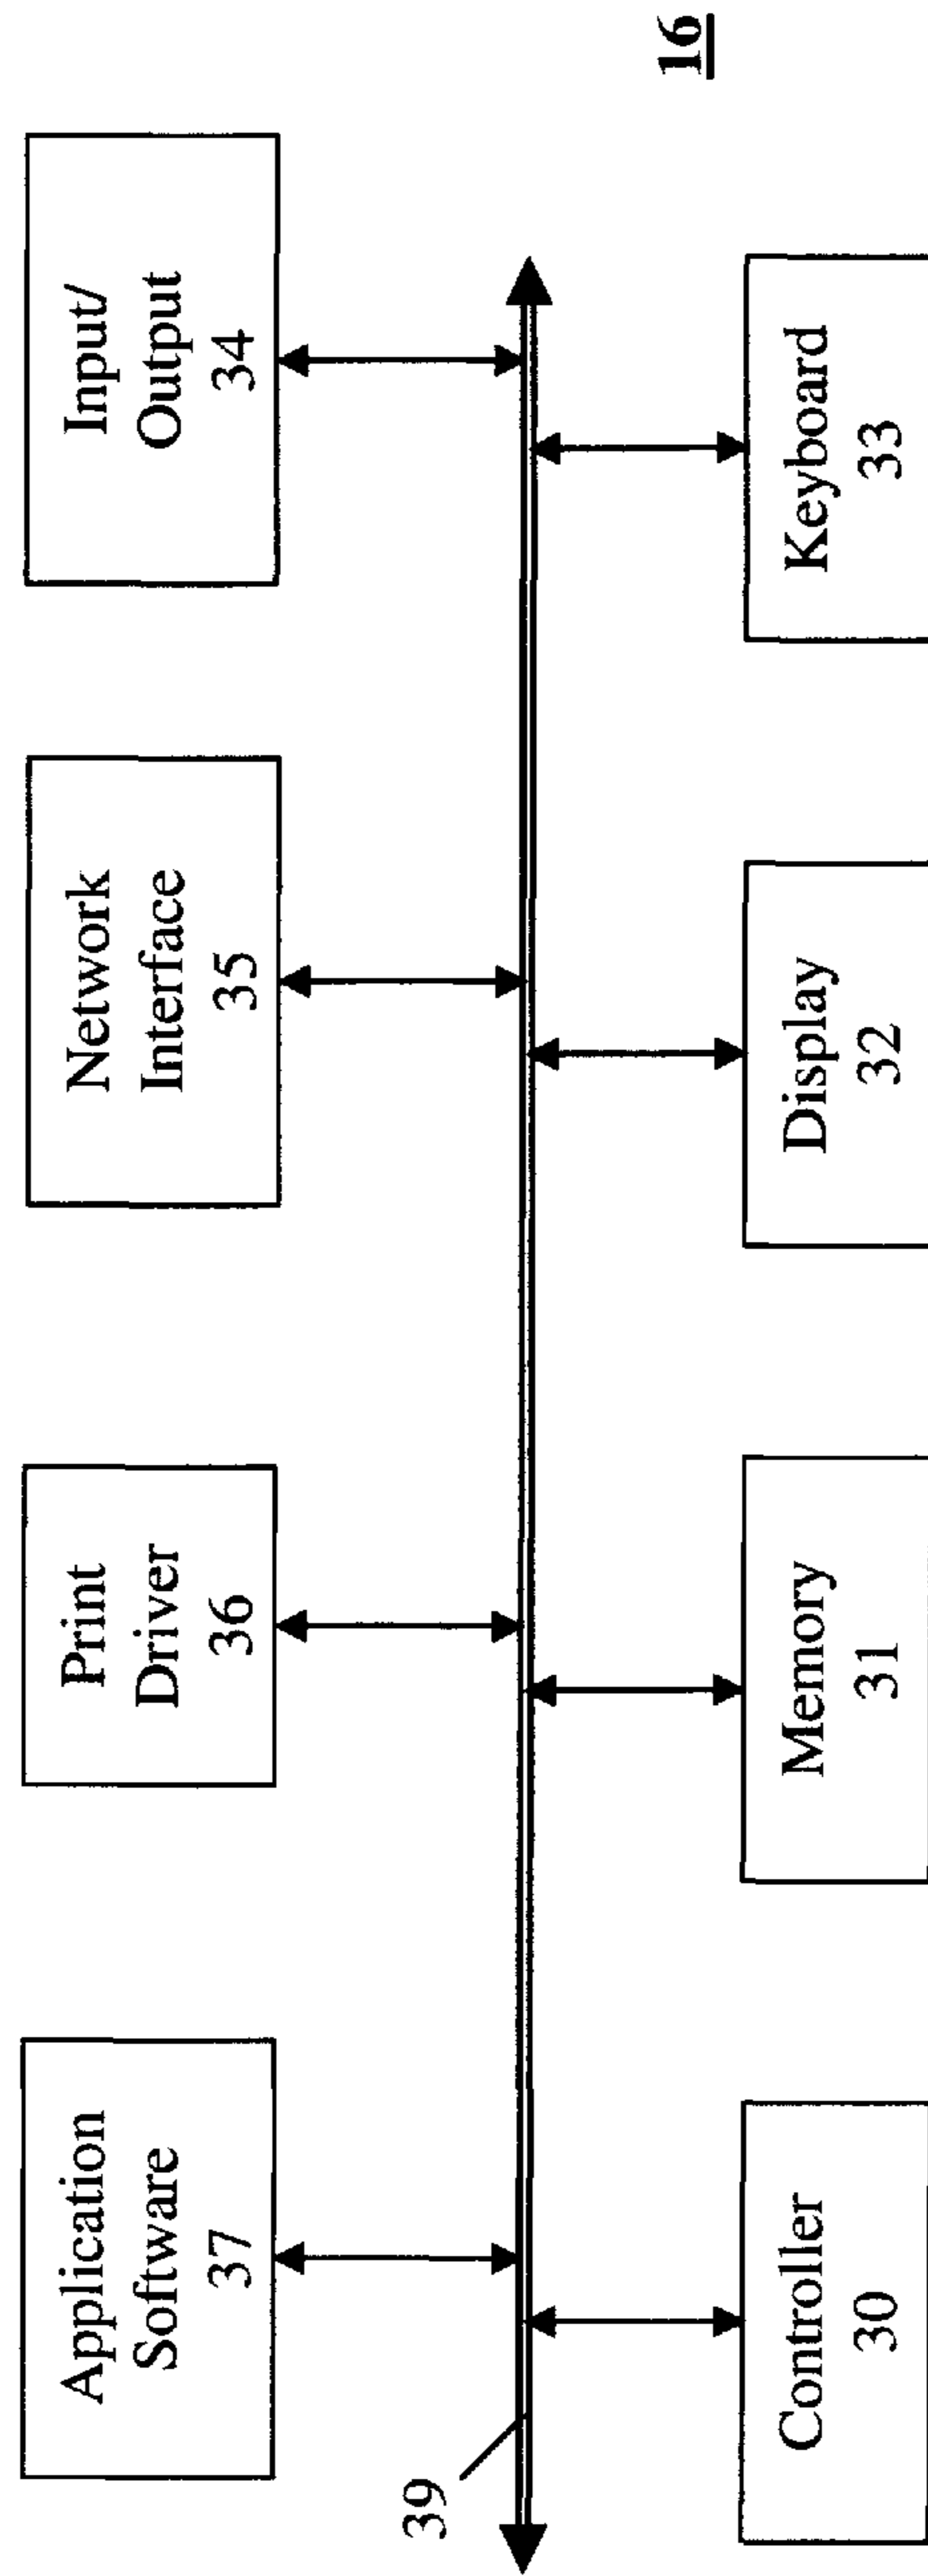 Application
Software
37
Print
Driver
36
Network
Interface
35
Input/
Output
34
39
Controller
30
Memory
31
Display
32
Keyboard
33
16